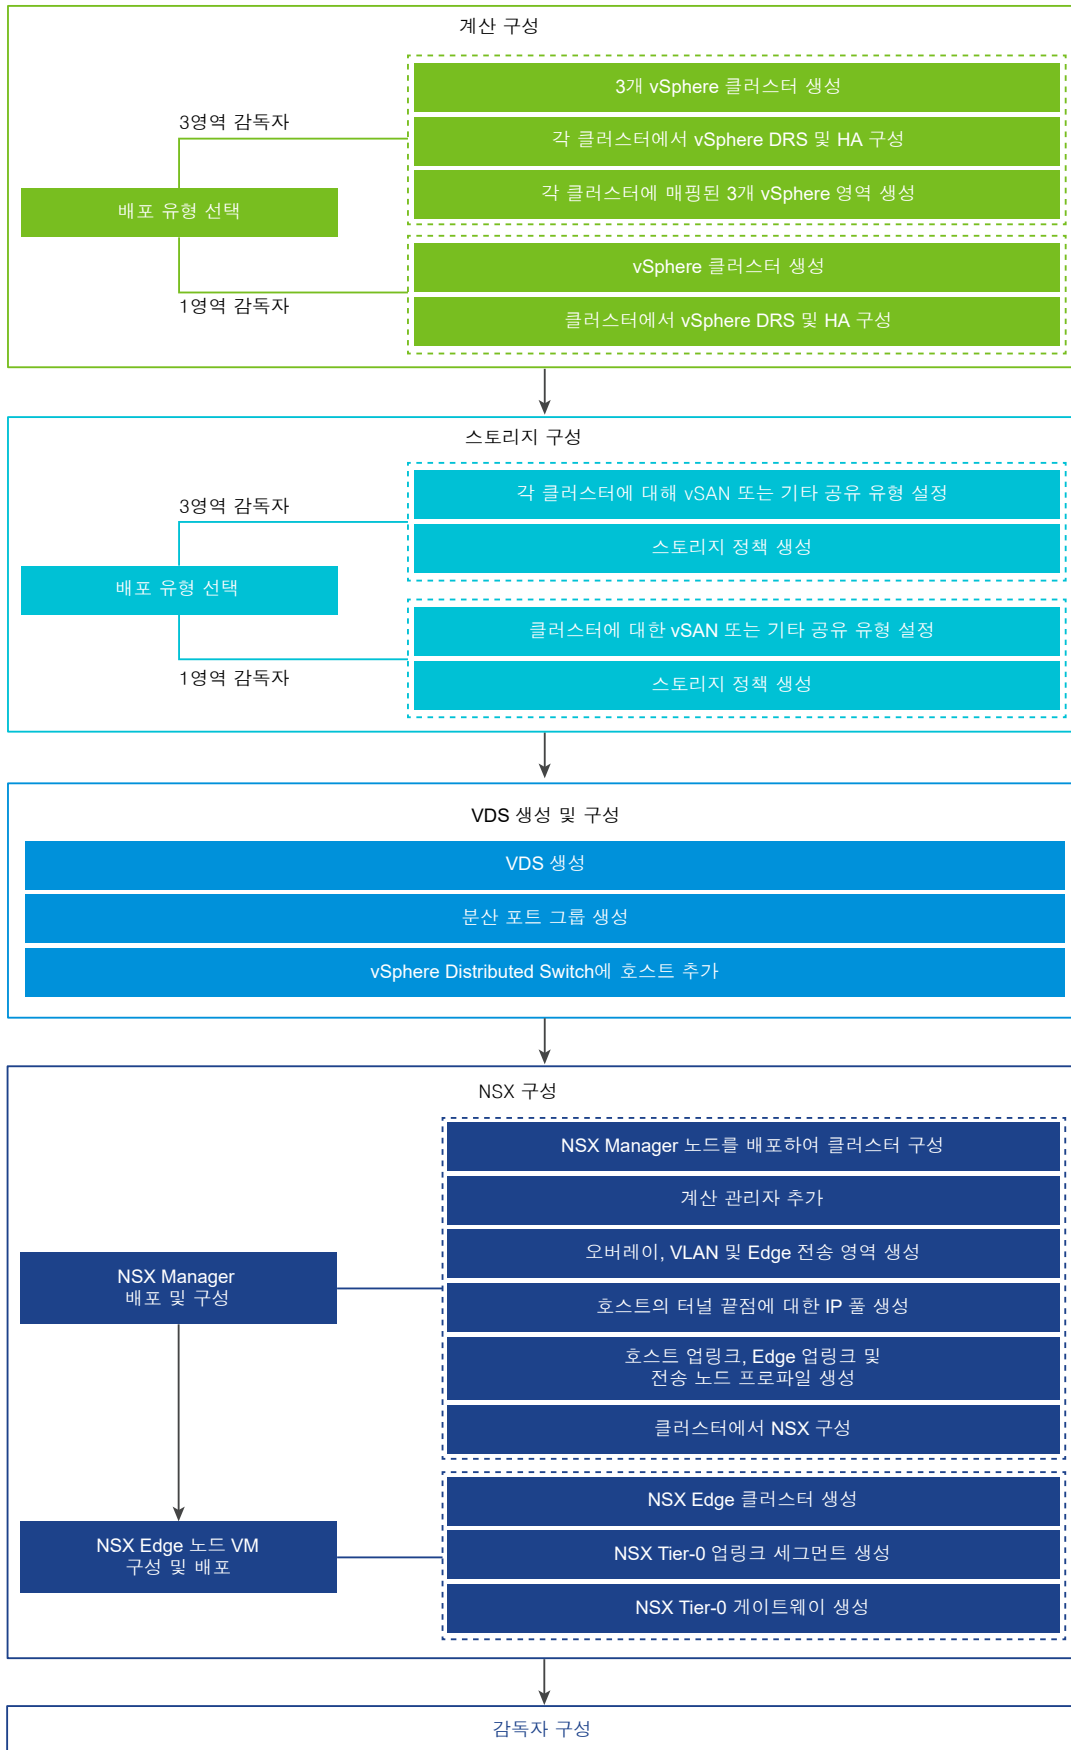 계산 구성
3영역 감독자
배포 유형 선택
1영역 감독자
3개 vSphere 클러스터 생성
각 클러스터에서 vSphere DRS 및 HA 구성
각 클러스터에 매핑된 3개 vSphere 영역 생성
vSphere 클러스터 생성
클러스터에서 vSphere DRS 및 HA 구성
스토리지 구성
3영역 감독자
배포 유형 선택
1영역 감독자
각 클러스터에 대해 vSAN 또는 기타 공유 유형 설정
스토리지 정책 생성
클러스터에 대한 vSAN 또는 기타 공유 유형 설정
스토리지 정책 생성
VDS 생성 및 구성
VDS 생성
분산 포트 그룹 생성
vSphere Distributed Switch에 호스트 추가
NSX 구성
NSX Manager
배포 및 구성
NSX Manager 노드를 배포하여 클러스터 구성
계산 관리자 추가
오버레이, VLAN 및 Edge 전송 영역 생성
호스트의 터널 끝점에 대한 IP 풀 생성
호스트 업링크, Edge 업링크 및
전송 노드 프로파일 생성
클러스터에서 NSX 구성
NSX Edge 노드 VM
구성 및 배포
NSX Edge 클러스터 생성
NSX Tier-0 업링크 세그먼트 생성
NSX Tier-0 게이트웨이 생성
감독자 구성